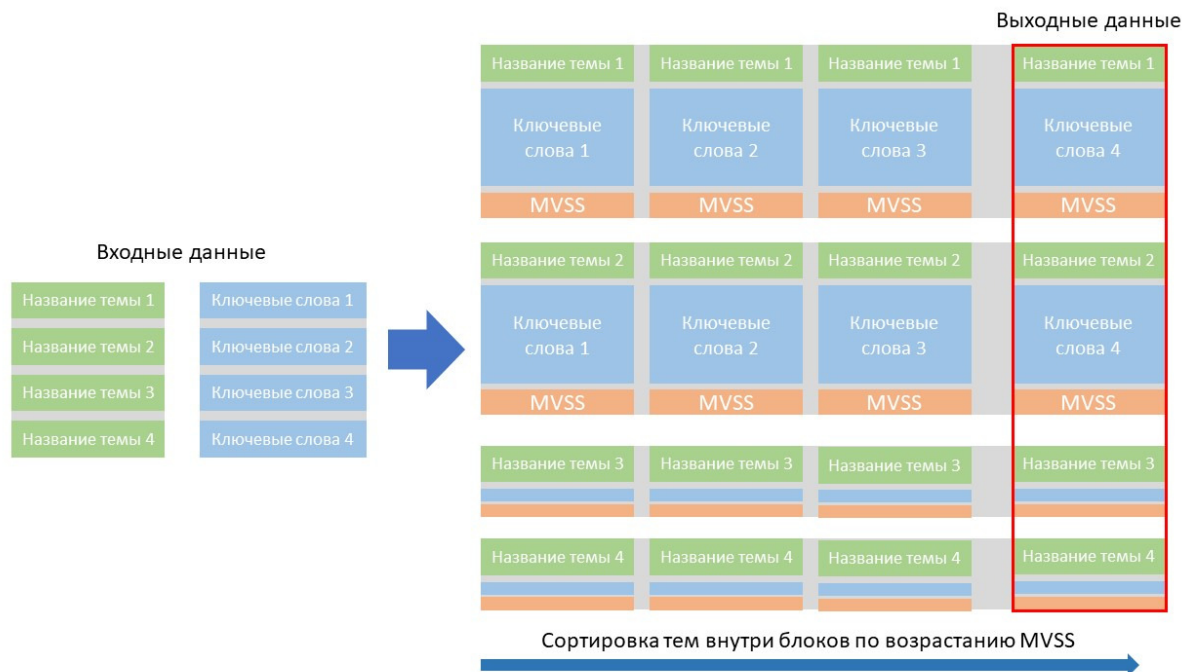 Выходные данные
Название темы 1 Название темы 1 Название темы 1 Название темы 1
Ключевые Ключевые Ключевые Ключевые
слова 1 слова 2 слова 3 слова 4
MVSS MVSS MVSS MVSS
Входные данные
Название темы 1 Ключевые слова 1
Название темы 2 Ключевые слова 2
Название темы 3 Ключевые слова 3
Название темы 4 Ключевые слова 4
Название темы 2 Название темы 2 Название темы 2 Название темы 2
Ключевые Ключевые Ключевые Ключевые
слова 1 слова 2 слова 3 слова 4
MVSS MVSS MVSS MVSS
Название темы 3 Название темы 3 Название темы 3 Название темы 3
Название темы 4 Название темы 4 Название темы 4 Название темы 4
Сортировка тем внутри блоков по возрастанию MVSS